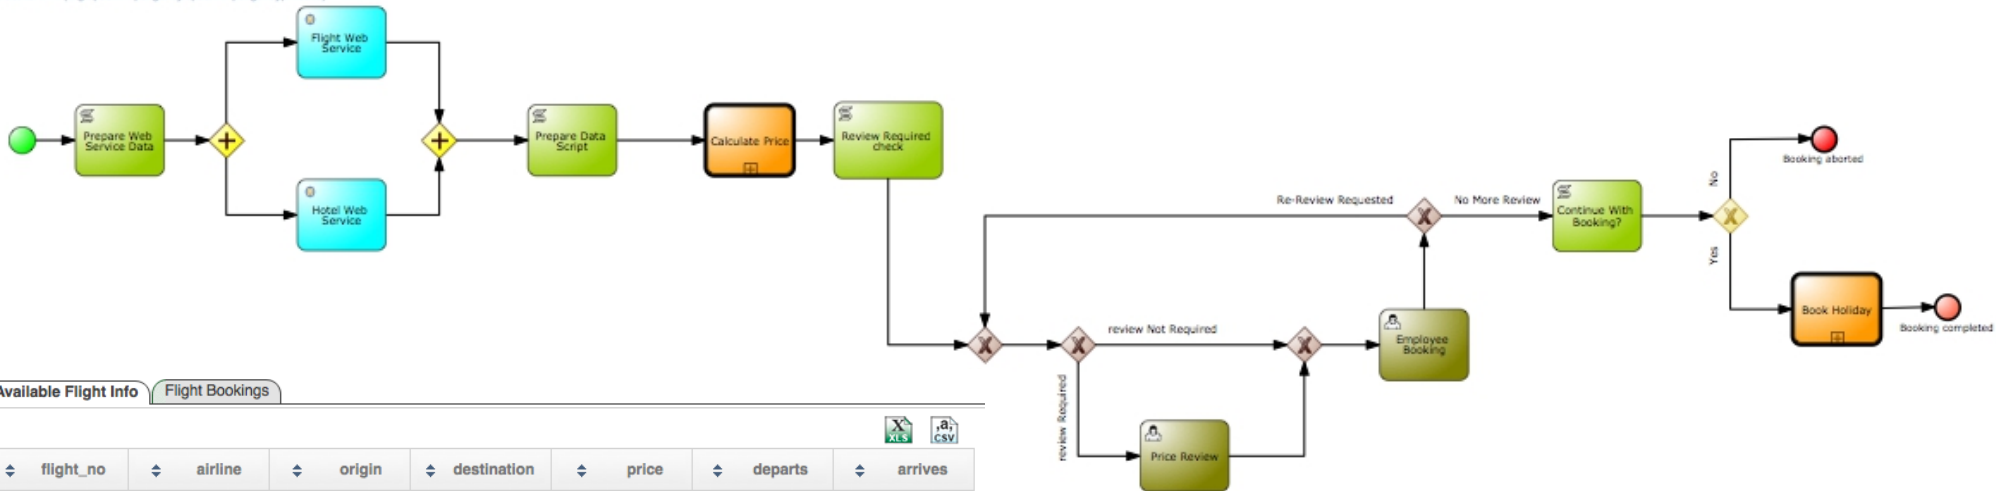 Flight Web
Service
Prepare Web
Service Data
Hotel Web
Service
Prepare Data
Script
Calculate Price
Review Required
check
Re-Review Requested
No More Review
Continue With
Booking?
No
Yes
Booking aborted
Book Holiday
Booking completed
review Not Required
review Required
Employee
Booking
Price Review
Available Flight Info
Flight Bookings
XLS
,a,
CSV
flight_no
airline
origin
destination
price
departs
arrives